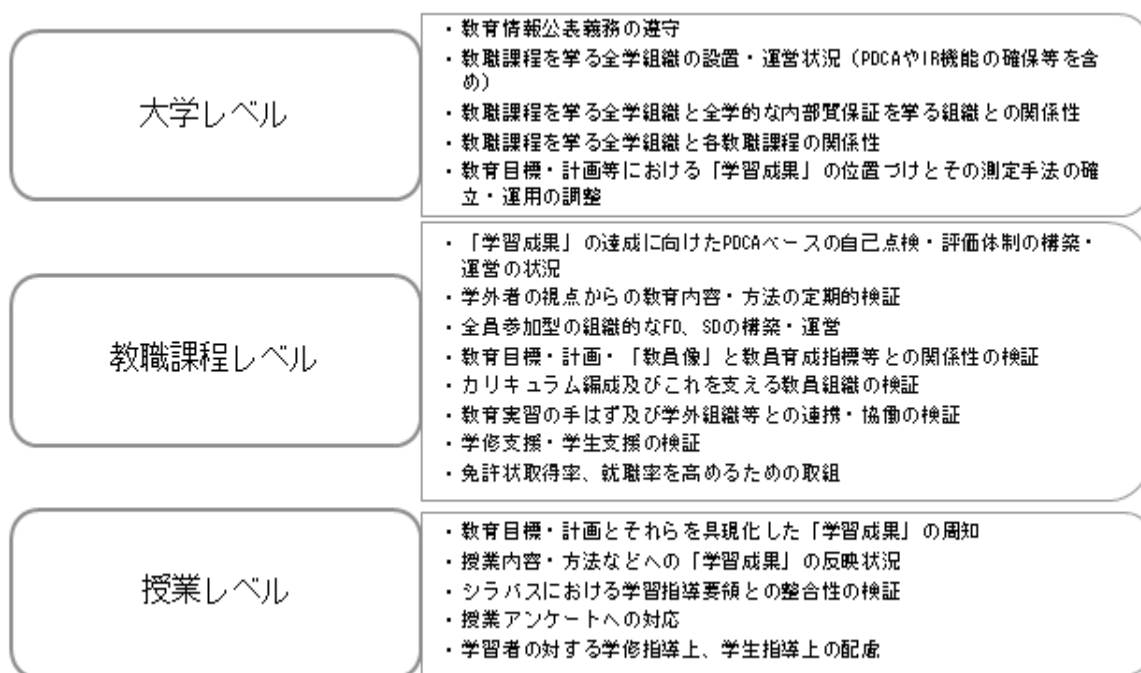 大学レベル
・教育情報公表義務の遵守
・教職課程を掌る全学組織の設置・運営状況（PDCAやIR機能の確保等を含
め）
・教職課程を掌る全学組織と全学的な内部質保証を掌る組織との関係性
・教職課程を掌る全学組織と各教職課程の関係性
・教育目標・計画等における「学習成果」の位置づけとその測定手法の確
立・運用の調整
教職課程レベル
・「学習成果」の達成に向けたPDCAベースの自己点検・評価体制の構築・
運営の状況
・学外者の視点からの教育内容・方法の定期的検証
・全員参加型の組織的なFD、SDの構築・運営
・教育目標・計画・「教員像」と教員育成指標等との関係性の検証
・カリキュラム編成及びこれを支える教員組織の検証
・教育実習の手はず及び学外組織等との連携・協働の検証
・学修支援・学生支援の検証
・免許状取得率、就職率を高めるための取組
授業レベル
・教育目標・計画とそれらを具現化した「学習成果」の周知
・授業内容・方法などへの「学習成果」の反映状況
・シラバスにおける学習指導要領との整合性の検証
・授業アンケートへの対応
・学習者の対する学修指導上、学生指導上の配慮